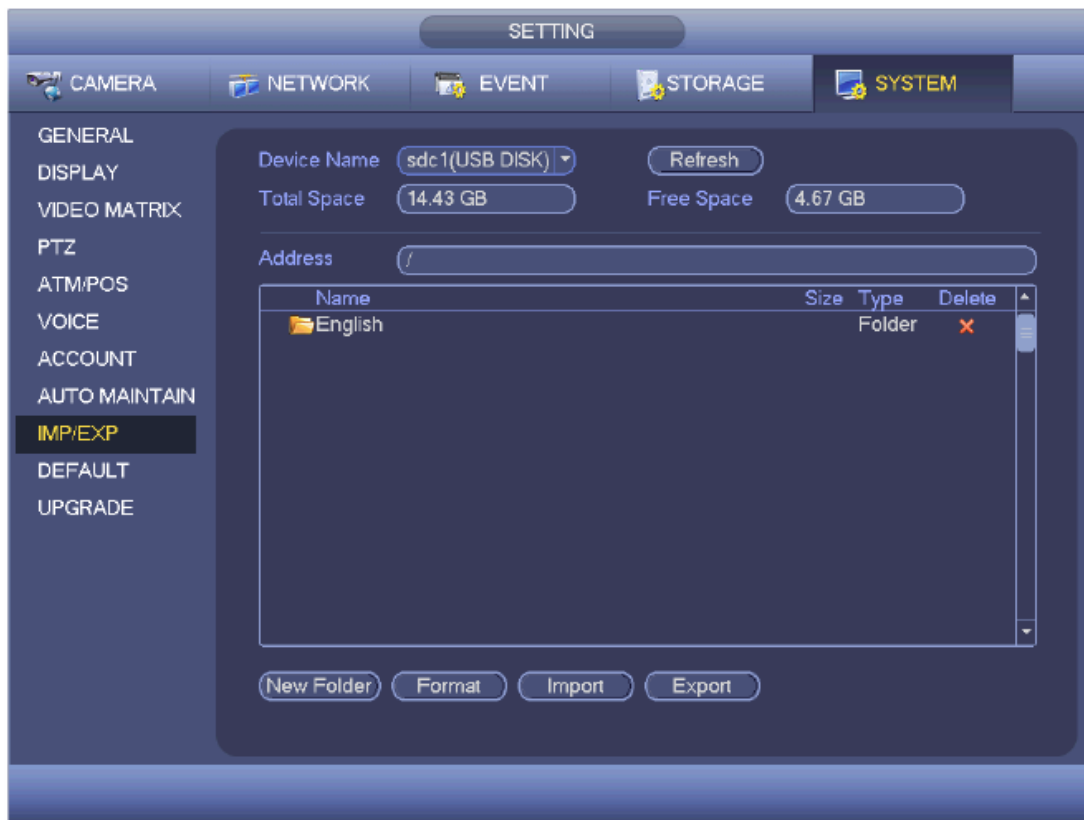 SETTING
CAMERA NETWORK EVENT STORAGE SYSTEM
GENERAL
DISPLAY
VIDEO MATRIX
PTZ
ATM/POS
VOICE
ACCOUNT
AUTO MAINTAIN
IMP/EXP
DEFAULT
UPGRADE
Device Name sdc1(USB DISK) Refresh
Total Space 14.43 GB Free Space 4.67 GB
Address /
Name Size Type Delete
English Folder
New Folder Format Import Export